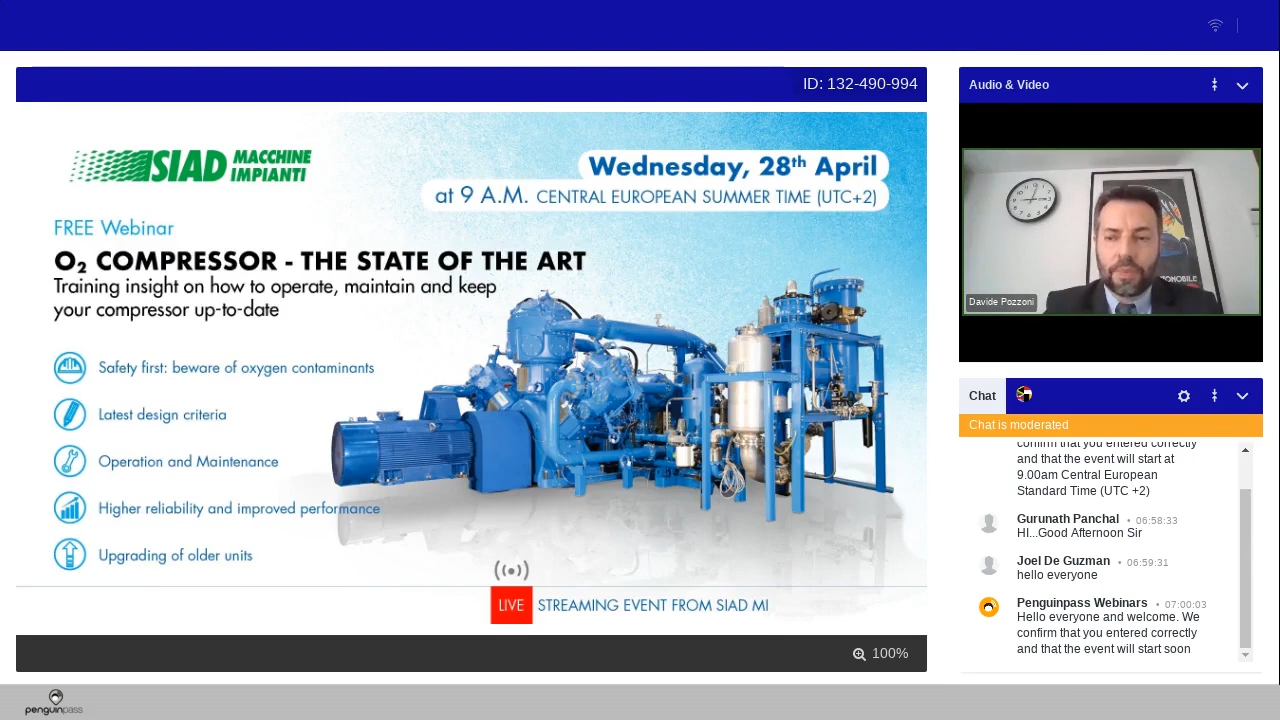 ID: 132-490-994
SIAD MACCHINE
IMPIANTI
Wednesday, 28th April
at 9 A.M. CENTRAL EUROPEAN SUMMER TIME (UTC+2)
FREE Webinar
O₂ COMPRESSOR - THE STATE OF THE ART
Training insight on how to operate, maintain and keep
your compressor up-to-date
Safety first: beware of oxygen contaminants
Latest design criteria
Operation and Maintenance
Higher reliability and improved performance
Upgrading of older units
LIVE STREAMING EVENT FROM SIAD MI
100%
Audio & Video
Davide Pozzoni
Chat
Chat is moderated
confirm that you entered correctly
and that the event will start at
9.00am Central European
Standard Time (UTC +2)
Gurunath Panchal • 06:58:33
HI...Good Afternoon Sir
Joel De Guzman • 06:59:31
hello everyone
Penguinpass Webinars • 07:00:03
Hello everyone and welcome. We
confirm that you entered correctly
and that the event will start soon
penguinpass